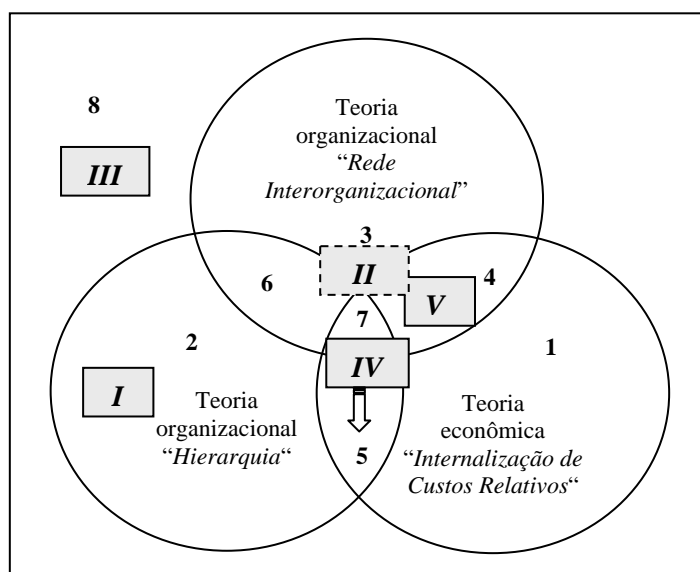 8
III
Teoria
organizacional
“Rede
Interorganizacional”
3
II
6
4
V
7
2
1
IV
I
Teoria
organizacional
“Hierarquia“
5
Teoria
econômica
“Internalização de
Custos Relativos“